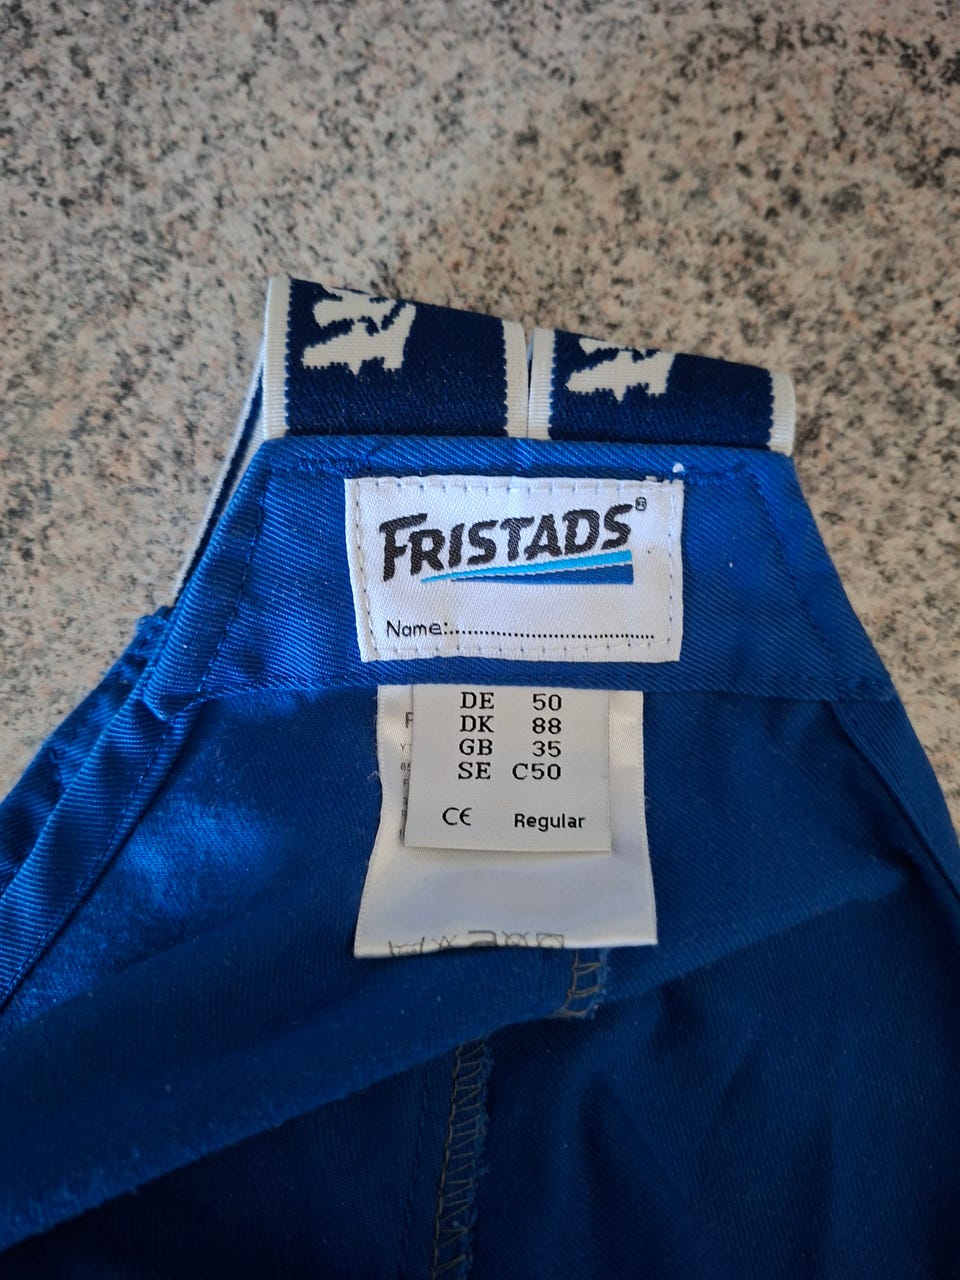 FRISTADS®
Name:......................................
DE 50
DK 88
GB 35
SE C50
CE Regular